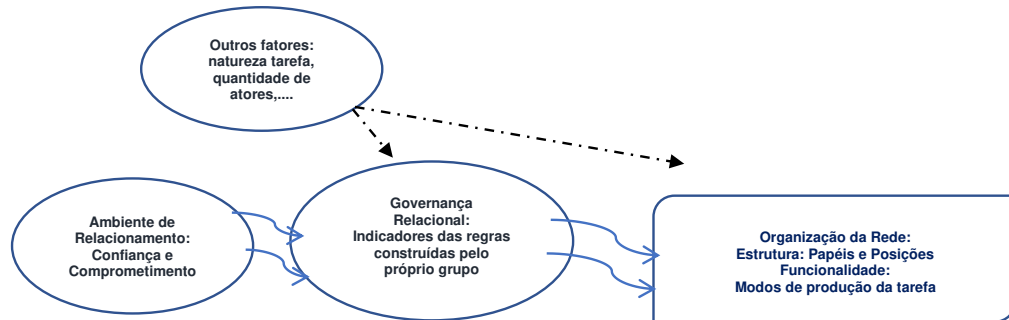 Outros fatores:
natureza tarefa,
quantidade de
atores,....
Ambiente de
Relacionamento:
Confiança e
Comprometimento
Governança
Relacional:
Indicadores das regras
construídas pelo
próprio grupo
Organização da Rede:
Estrutura: Papéis e Posições
Funcionalidade:
Modos de produção da tarefa